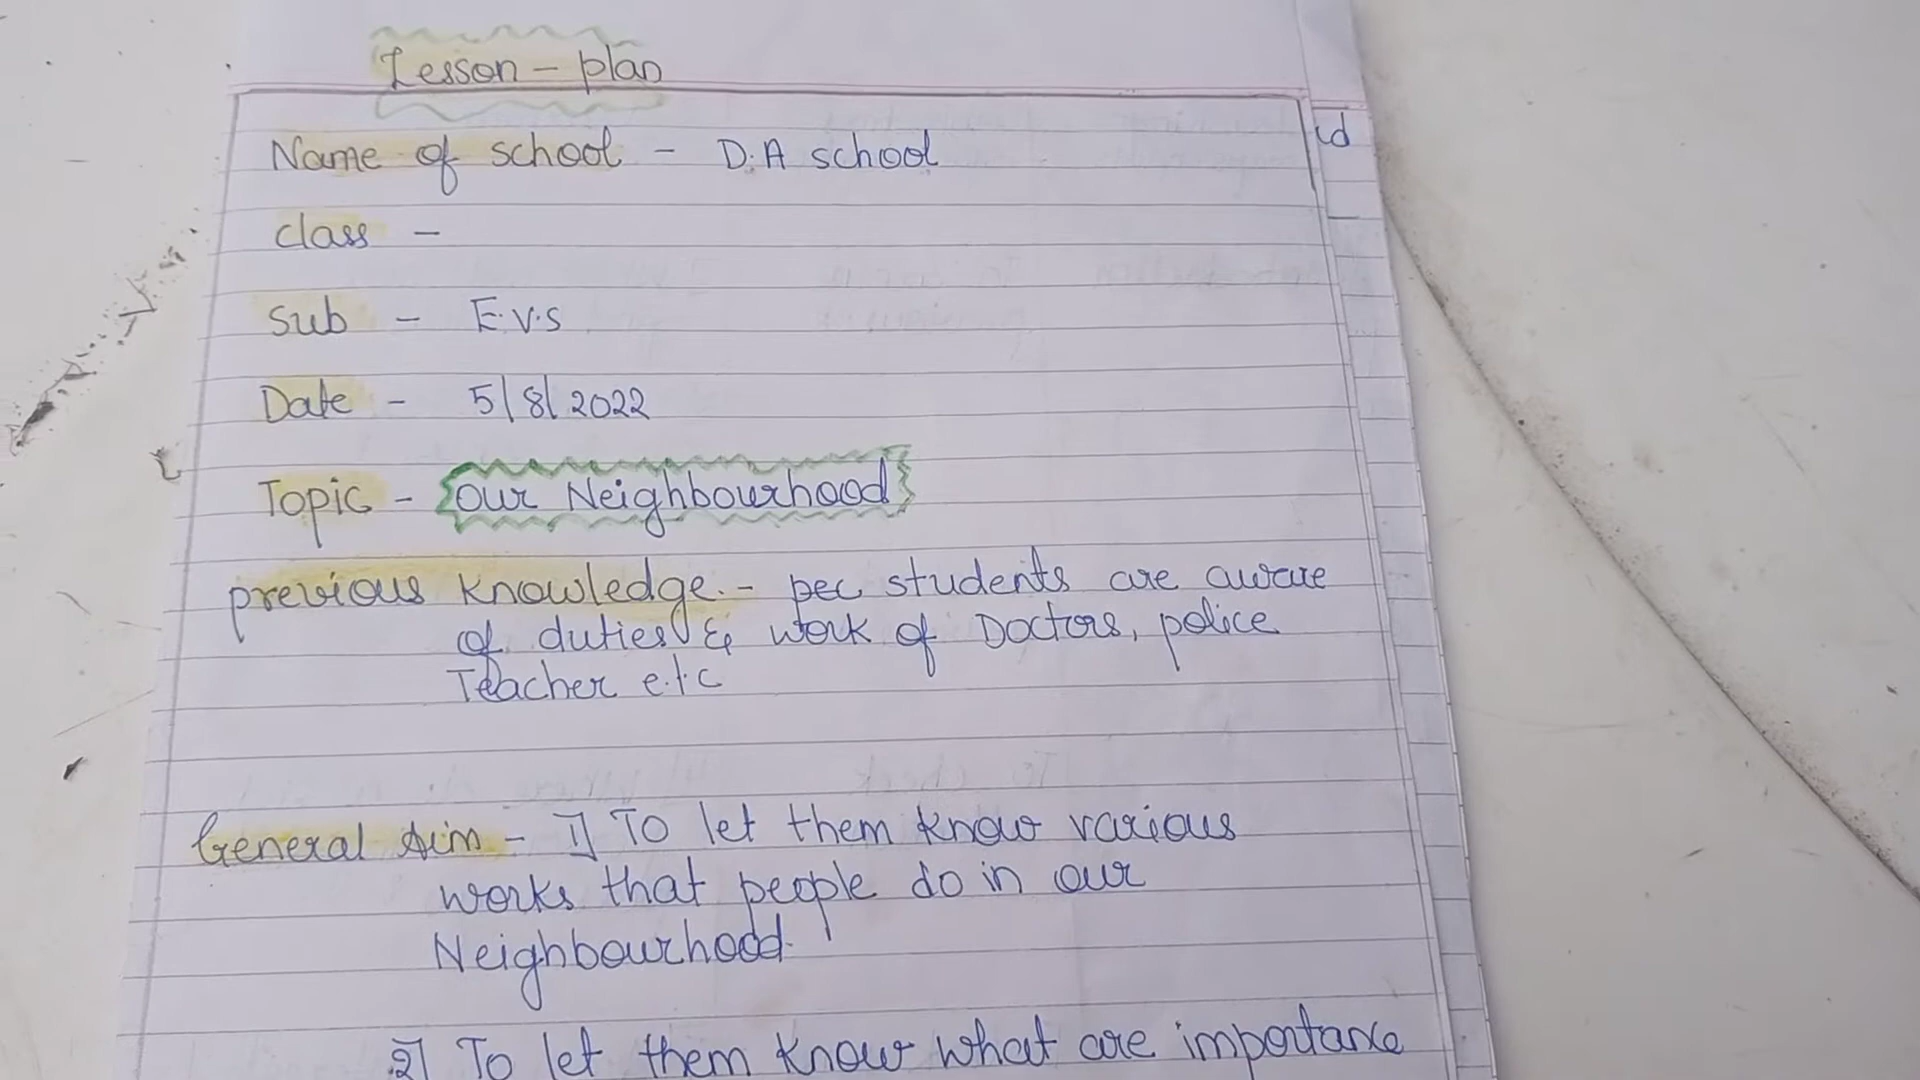 Lesson - plan
Name of school - D.A school
class -
Sub - E.V.S
Date - 5/8/2022
Topic - our Neighbourhood
previous knowledge - pec students are aware
of duties & work of Doctors, police
Teacher e.t.c
General Aim - 1] To let them know various
works that people do in our
Neighbourhood.
2] To let them know what are importance